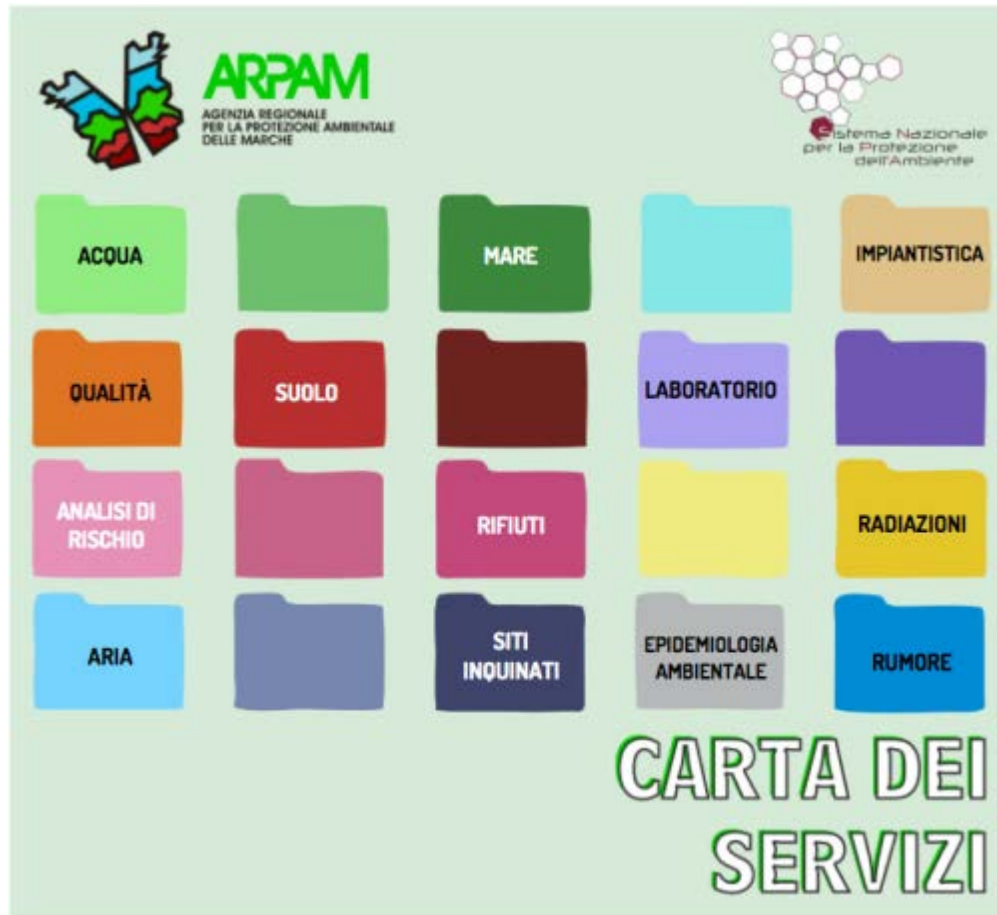 ARPAM
AGENZIA REGIONALE
PER LA PROTEZIONE AMBIENTALE
DELLE MARCHE
Sistema Nazionale
per la Protezione
dell'Ambiente
ACQUA
MARE
IMPIANTISTICA
QUALITÀ
SUOLO
LABORATORIO
ANALISI DI
RISCHIO
RIFIUTI
RADIAZIONI
ARIA
SITI
INQUINATI
EPIDEMIOLOGIA
AMBIENTALE
RUMORE
CARTA DEI
SERVIZI